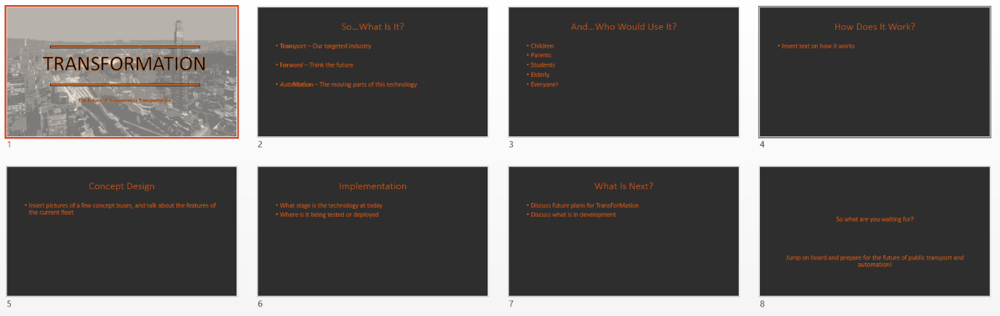 TRANSFORMATION
The Future of Autonomous Transportation
1
So...What Is It?
• Transport – Our targeted industry
• Forward – Think the future
• AutoMation – The moving parts of this technology
2
And...Who Would Use It?
• Children
• Parents
• Students
• Elderly
• Everyone!
3
How Does It Work?
• Insert text on how it works
4
Concept Design
• Insert pictures of a few concept buses, and talk about the features of
the current fleet
5
Implementation
• What stage is the technology at today
• Where is it being tested or deployed
6
What Is Next?
• Discuss future plans for TransForMation
• Discuss what is in development
7
So what are you waiting for?
Jump on board and prepare for the future of public transport and
automation!
8